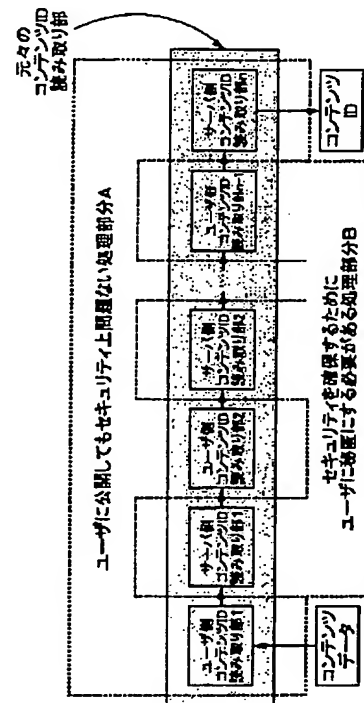 元々の
コンテンツID
読み取り部
ユーザに公開してもセキュリティ上問題ない処理部分A
ユーザ側
コンテンツID
読み取り部1
サーバ側
コンテンツID
読み取り部1
ユーザ側
コンテンツID
読み取り部2
サーバ側
コンテンツID
読み取り部2
ユーザ側
コンテンツID
読み取り部n-1
サーバ側
コンテンツID
読み取り部n
コンテンツ
データ
セキュリティを確保するために
ユーザに秘匿にする必要がある処理部分B
コンテンツ
ID